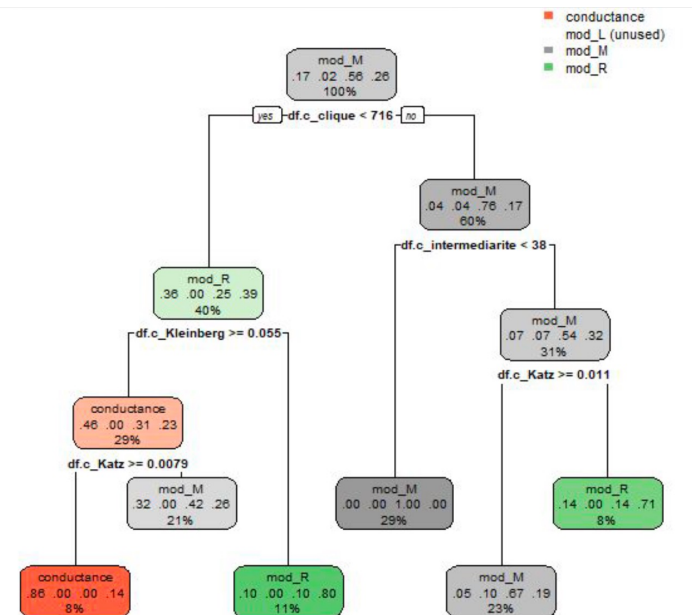 conductance
mod_L (unused)
mod_M
mod_R
mod_M
.17 .02 .56 .26
100%
yes df.c_clique < 716 no
mod_M
.04 .04 .76 .17
60%
df.c_intermediarite < 38
mod_R
.36 .00 .25 .39
40%
df.c_Kleinberg >= 0.055
mod_M
.07 .07 .54 .32
31%
df.c_Katz >= 0.011
conductance
.46 .00 .31 .23
29%
df.c_Katz >= 0.0079
mod_M
.32 .00 .42 .26
21%
mod_M
.00 .00 1.00 .00
29%
mod_R
.14 .00 .14 .71
8%
conductance
.86 .00 .00 .14
8%
mod_R
.10 .00 .10 .80
11%
mod_M
.05 .10 .67 .19
23%